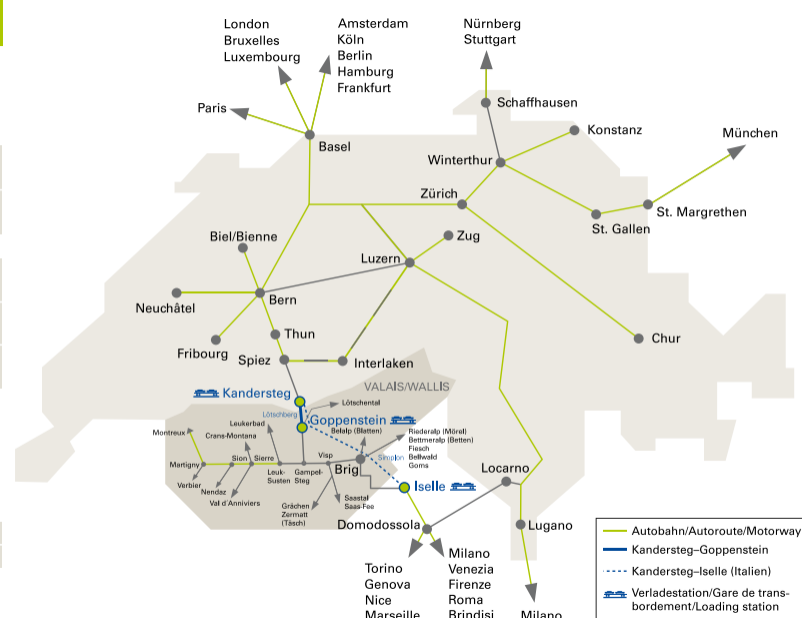 London
Bruxelles
Luxembourg
Amsterdam
Köln
Berlin
Hamburg
Frankfurt
Nürnberg
Stuttgart
Paris
Basel
Schaffhausen
Konstanz
München
Winterthur
Zürich
St. Margrethen
St. Gallen
Biel/Bienne
Zug
Luzern
Neuchâtel
Bern
Thun
Chur
Fribourg
Spiez
Interlaken
VALAIS/WALLIS
Kandersteg
Lötschental
Lötschberg
Goppenstein
Leukerbad
Belalp (Blatten)
Montreux
Crans-Montana
Riederalp (Mörel)
Bettmeralp (Betten)
Fiesch
Bellwald
Goms
Simplon
Martigny
Sion
Sierre
Leuk-
Susten
Gampel-
Steg
Visp
Brig
Verbier
Nendaz
Val d'Anniviers
Grächen
Zermatt
(Täsch)
Saastal
Saas-Fee
Iselle
Locarno
Domodossola
Lugano
Torino
Genova
Nice
Marseille
Milano
Venezia
Firenze
Roma
Brindisi
Milano
Autobahn/Autoroute/Motorway
Kandersteg–Goppenstein
Kandersteg–Iselle (Italien)
Verladestation/Gare de trans-
bordement/Loading station